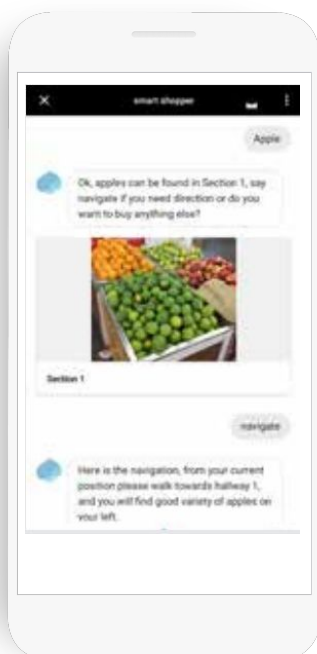 smart shopper
Apple
Ok, apples can be found in Section 1, say
navigate if you need direction or do you
want to buy anything else?
Section 1
navigate
Here is the navigation, from your current
position please walk towards hallway 1,
and you will find good variety of apples on
your left.